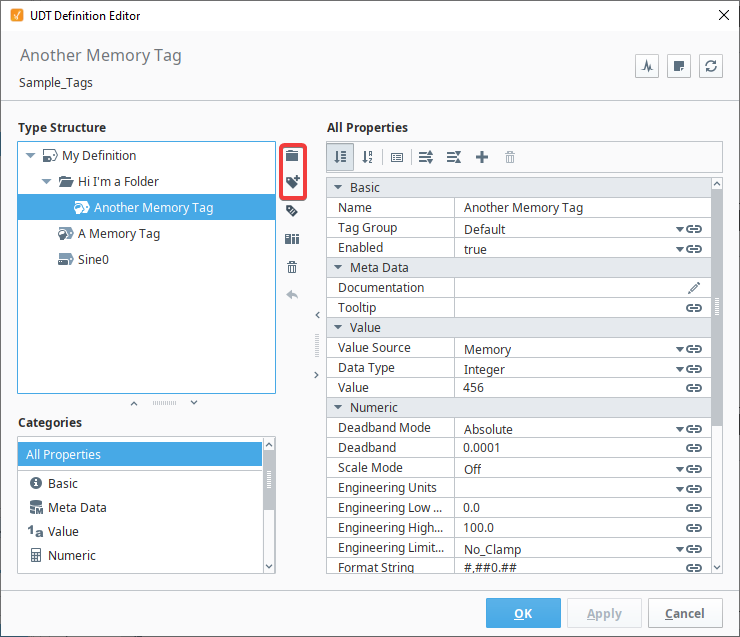 UDT Definition Editor
Another Memory Tag
Sample_Tags
Type Structure
My Definition
Hi I'm a Folder
Another Memory Tag
A Memory Tag
Sine0
Categories
All Properties
Basic
Meta Data
1a Value
Numeric
All Properties
Basic
Name Another Memory Tag
Tag Group Default
Enabled true
Meta Data
Documentation
Tooltip
Value
Value Source Memory
Data Type Integer
Value 456
Numeric
Deadband Mode Absolute
Deadband 0.0001
Scale Mode Off
Engineering Units
Engineering Low ... 0.0
Engineering High... 100.0
Engineering Limit... No_Clamp
Format String #,##0.##
OK Apply Cancel